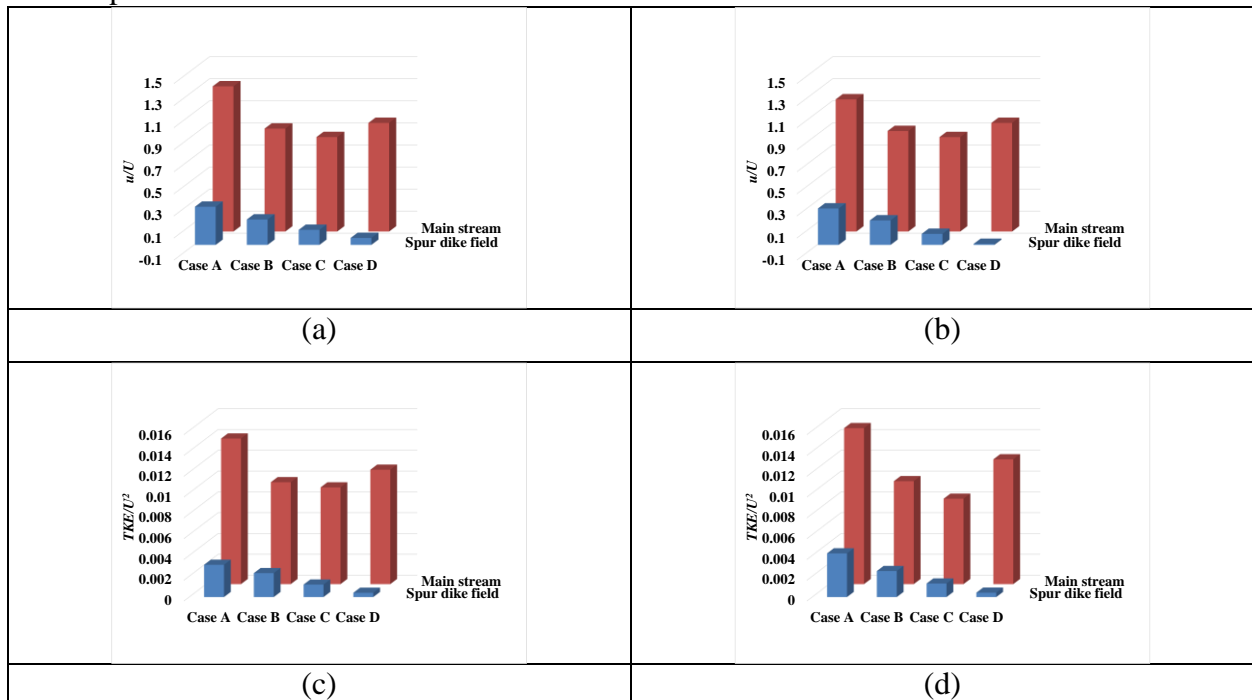 1.5
1.3
1.1
0.9
0.7
0.5
0.3
0.1
-0.1
u/U
Main stream
Spur dike field
Case A Case B Case C Case D
(a)
1.5
1.3
1.1
0.9
0.7
0.5
0.3
0.1
-0.1
u/U
Main stream
Spur dike field
Case A Case B Case C Case D
(b)
0.016
0.014
0.012
0.01
0.008
0.006
0.004
0.002
0
TKE/U²
Main stream
Spur dike field
Case A Case B Case C Case D
(c)
0.016
0.014
0.012
0.01
0.008
0.006
0.004
0.002
0
TKE/U²
Main stream
Spur dike field
Case A Case B Case C Case D
(d)